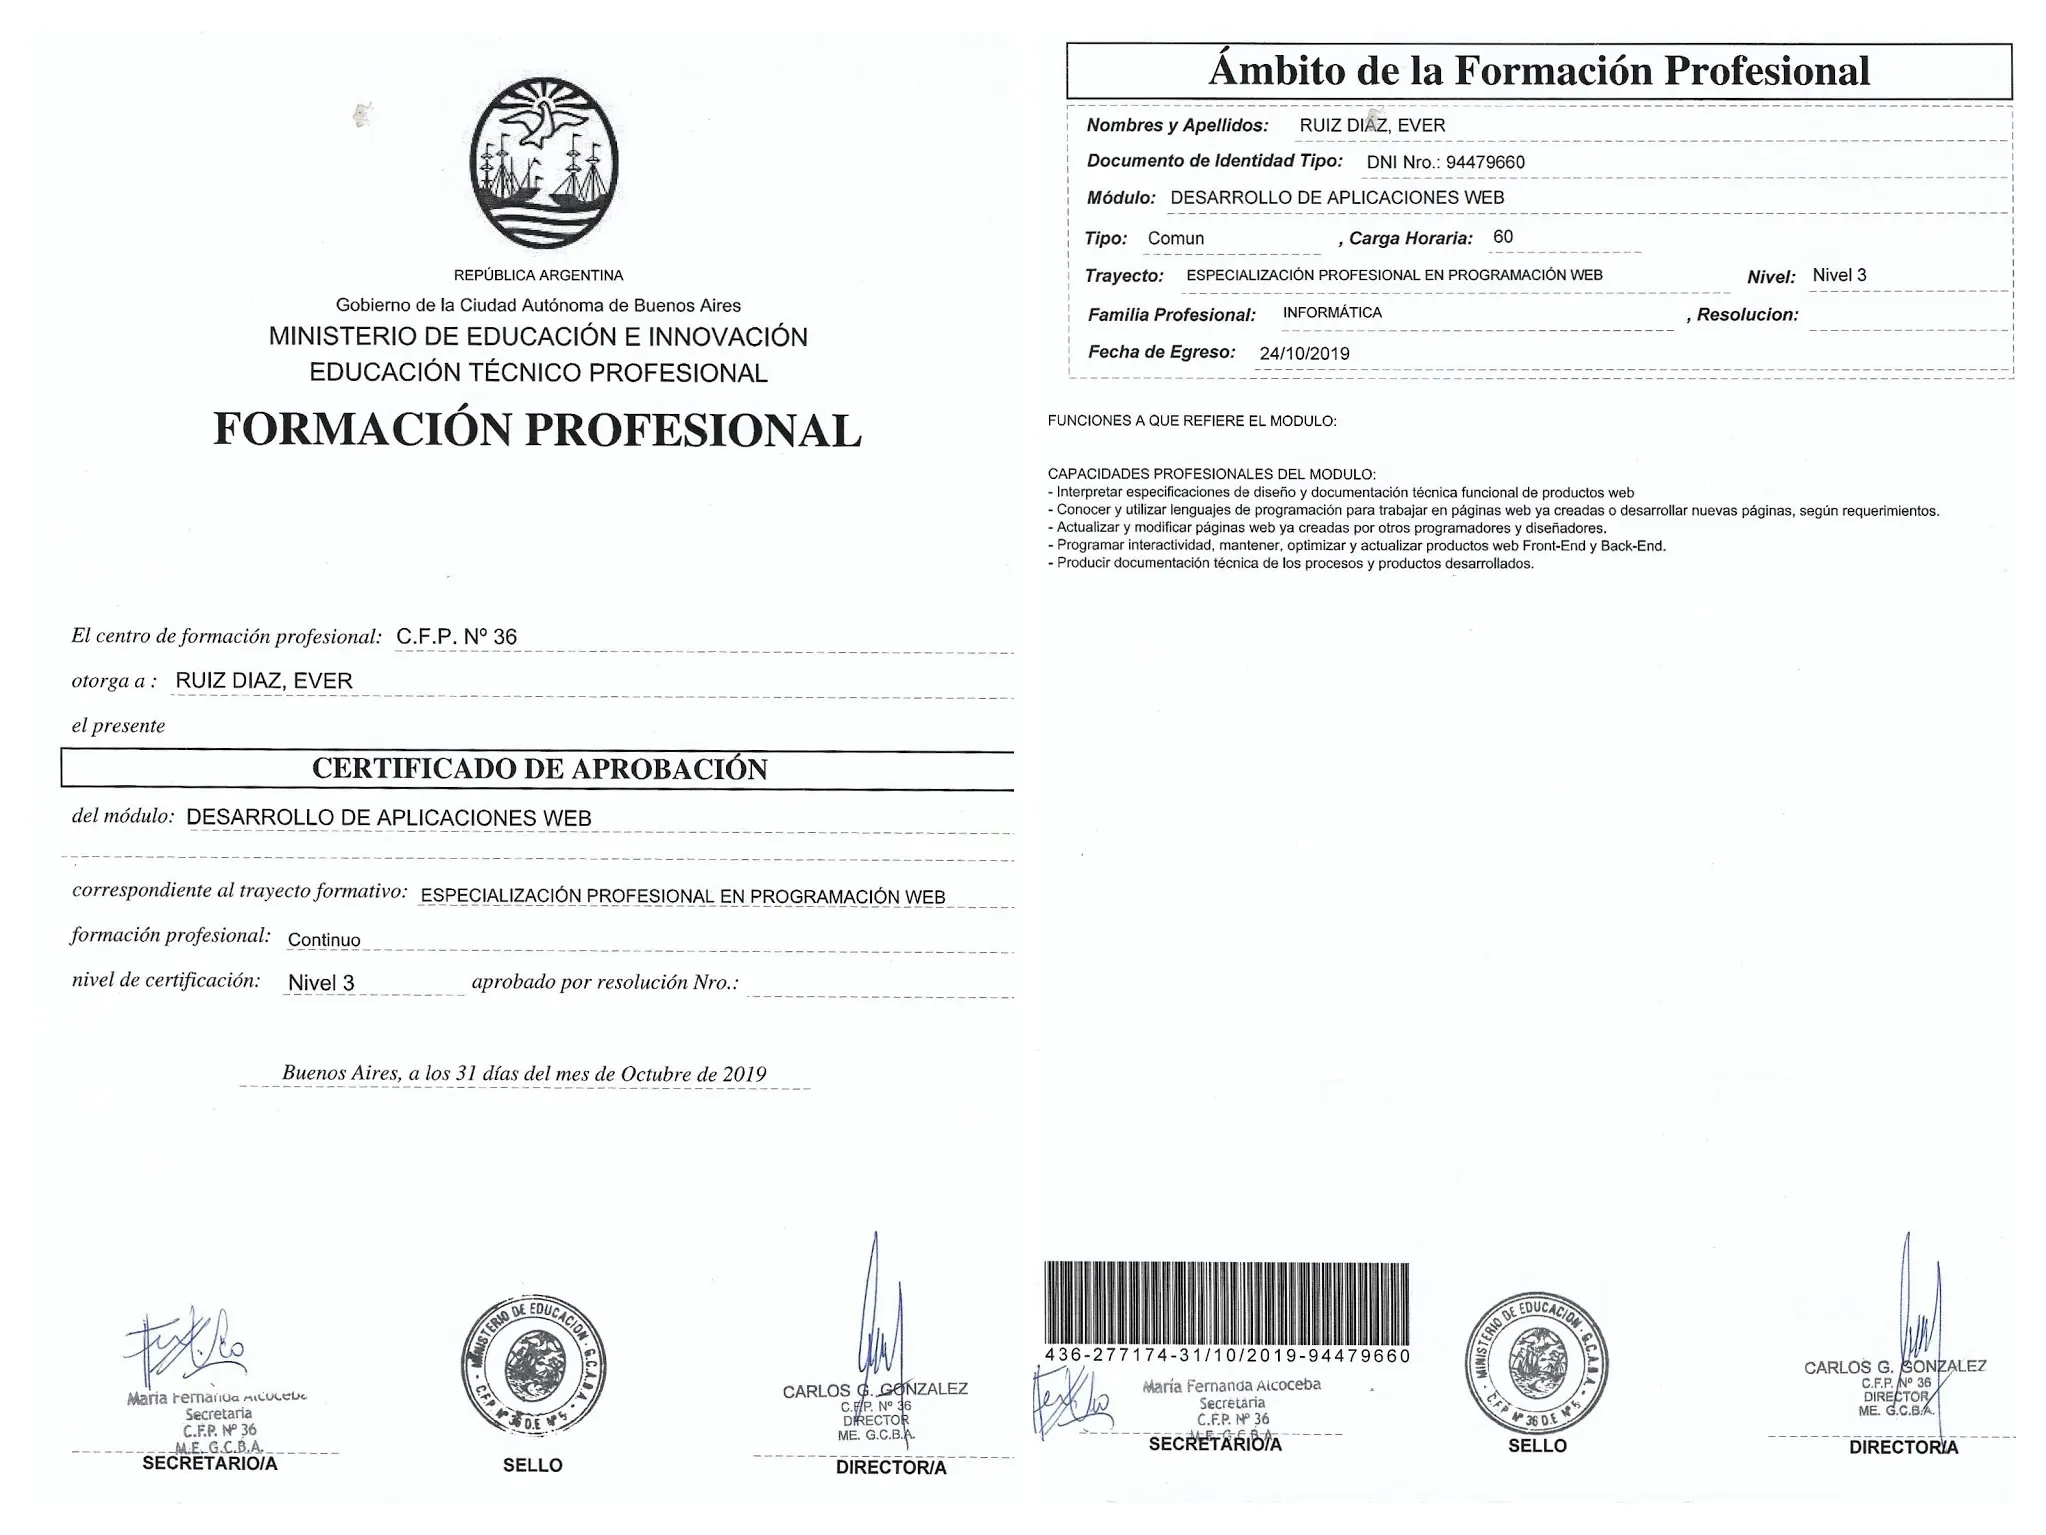 REPÚBLICA ARGENTINA
Gobierno de la Ciudad Autónoma de Buenos Aires
MINISTERIO DE EDUCACIÓN E INNOVACIÓN
EDUCACIÓN TÉCNICO PROFESIONAL
FORMACIÓN PROFESIONAL
El centro de formación profesional: C.F.P. Nº 36
otorga a : RUIZ DIAZ, EVER
el presente
CERTIFICADO DE APROBACIÓN
del módulo: DESARROLLO DE APLICACIONES WEB
correspondiente al trayecto formativo: ESPECIALIZACIÓN PROFESIONAL EN PROGRAMACIÓN WEB
formación profesional: Continuo
nivel de certificación: Nivel 3 aprobado por resolución Nro.:
Buenos Aires, a los 31 días del mes de Octubre de 2019
María Fernanda Alcoceba
Secretaria
C.F.P. Nº 36
M.E. G.C.B.A.
SECRETARIO/A
MINISTERIO DE EDUCACION - G.C.A.B.A. -
- C.F.P. Nº 36 D.E Nº 5 -
SELLO
CARLOS G. GONZALEZ
C.F.P. Nº 36
DIRECTOR
ME. G.C.B.A.
DIRECTOR/A
Ámbito de la Formación Profesional
Nombres y Apellidos: RUIZ DIAZ, EVER
Documento de Identidad Tipo: DNI Nro.: 94479660
Módulo: DESARROLLO DE APLICACIONES WEB
Tipo: Comun , Carga Horaria: 60
Trayecto: ESPECIALIZACIÓN PROFESIONAL EN PROGRAMACIÓN WEB Nivel: Nivel 3
Familia Profesional: INFORMÁTICA , Resolucion:
Fecha de Egreso: 24/10/2019
FUNCIONES A QUE REFIERE EL MODULO:
CAPACIDADES PROFESIONALES DEL MODULO:
- Interpretar especificaciones de diseño y documentación técnica funcional de productos web
- Conocer y utilizar lenguajes de programación para trabajar en páginas web ya creadas o desarrollar nuevas páginas, según requerimientos.
- Actualizar y modificar páginas web ya creadas por otros programadores y diseñadores.
- Programar interactividad, mantener, optimizar y actualizar productos web Front-End y Back-End.
- Producir documentación técnica de los procesos y productos desarrollados.
436-277174-31/10/2019-94479660
María Fernanda Alcoceba
Secretaria
C.F.P. Nº 36
M.E. G.C.B.A.
SECRETARIO/A
MINISTERIO DE EDUCACION - G.C.A.B.A. -
- C.F.P. Nº 36 D.E Nº 5 -
SELLO
CARLOS G. GONZALEZ
C.F.P. Nº 36
DIRECTOR
ME. G.C.B.A.
DIRECTOR/A